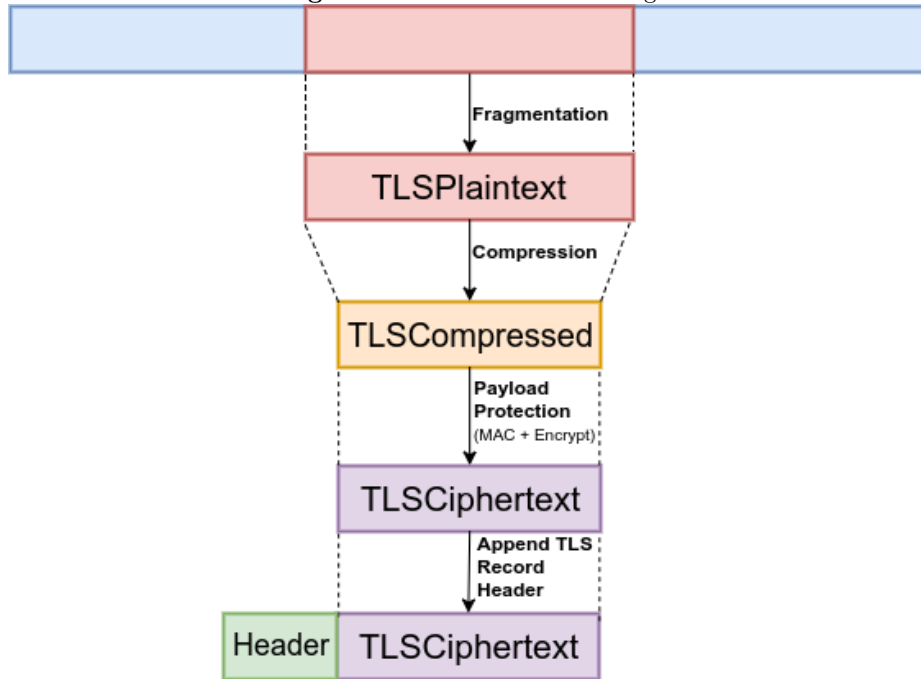 Fragmentation
TLSPlaintext
Compression
TLSCompressed
Payload
Protection
(MAC + Encrypt)
TLSCiphertext
Append TLS
Record
Header
Header TLSCiphertext